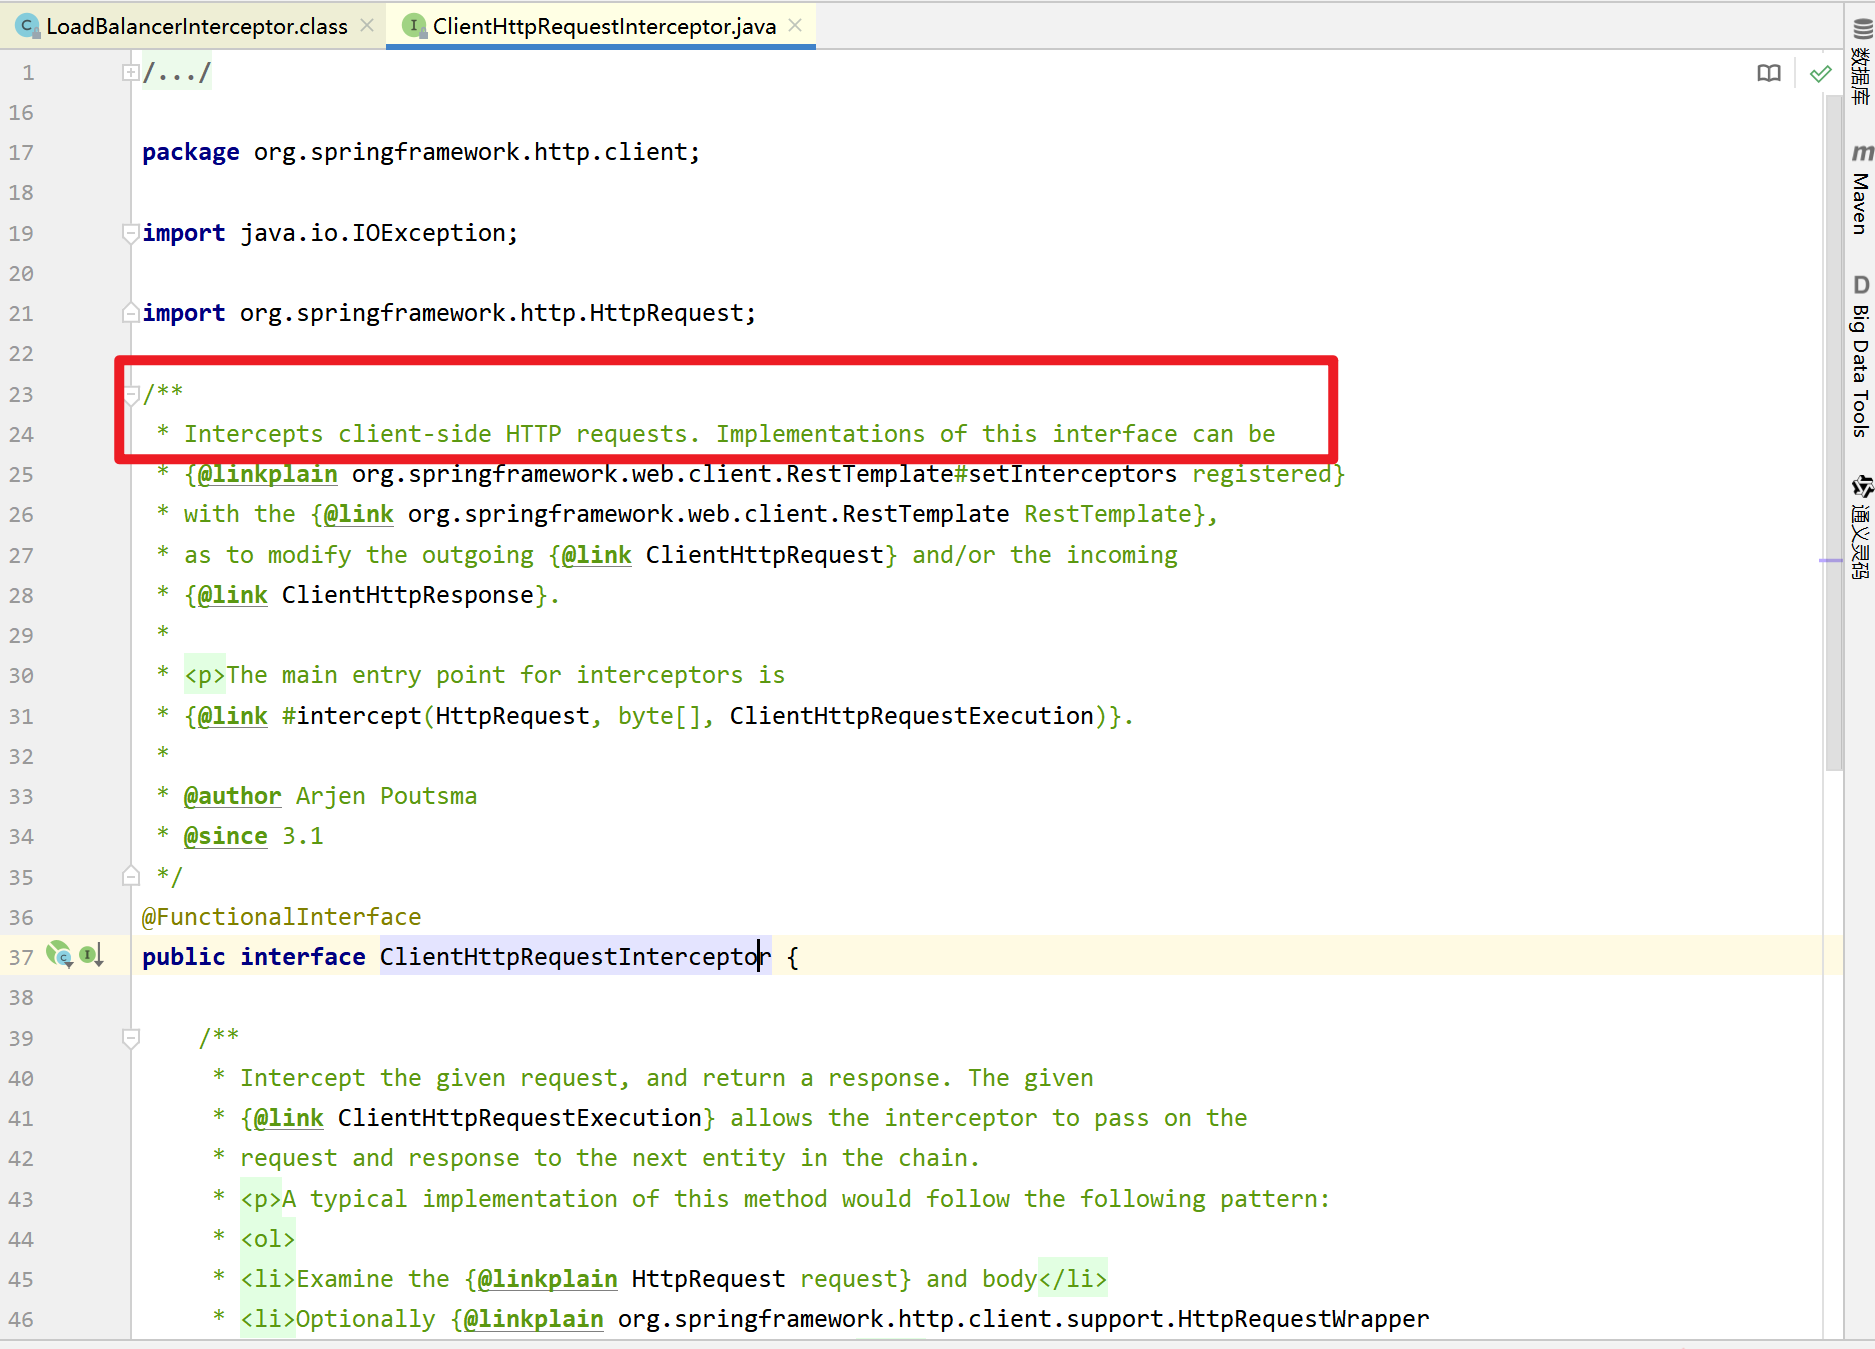 LoadBalancerInterceptor.class
ClientHttpRequestInterceptor.java
1 /.../
16
17 package org.springframework.http.client;
18
19 import java.io.IOException;
20
21 import org.springframework.http.HttpRequest;
22
23 /**
24 * Intercepts client-side HTTP requests. Implementations of this interface can be
25 * {@linkplain org.springframework.web.client.RestTemplate#setInterceptors registered}
26 * with the {@link org.springframework.web.client.RestTemplate RestTemplate},
27 * as to modify the outgoing {@link ClientHttpRequest} and/or the incoming
28 * {@link ClientHttpResponse}.
29 *
30 * <p>The main entry point for interceptors is
31 * {@link #intercept(HttpRequest, byte[], ClientHttpRequestExecution)}.
32 *
33 * @author Arjen Poutsma
34 * @since 3.1
35 */
36 @FunctionalInterface
37 public interface ClientHttpRequestInterceptor {
38
39 /**
40 * Intercept the given request, and return a response. The given
41 * {@link ClientHttpRequestExecution} allows the interceptor to pass on the
42 * request and response to the next entity in the chain.
43 * <p>A typical implementation of this method would follow the following pattern:
44 * <ol>
45 * <li>Examine the {@linkplain HttpRequest request} and body</li>
46 * <li>Optionally {@linkplain org.springframework.http.client.support.HttpRequestWrapper
数据库
m Maven
D Big Data Tools
通义灵码